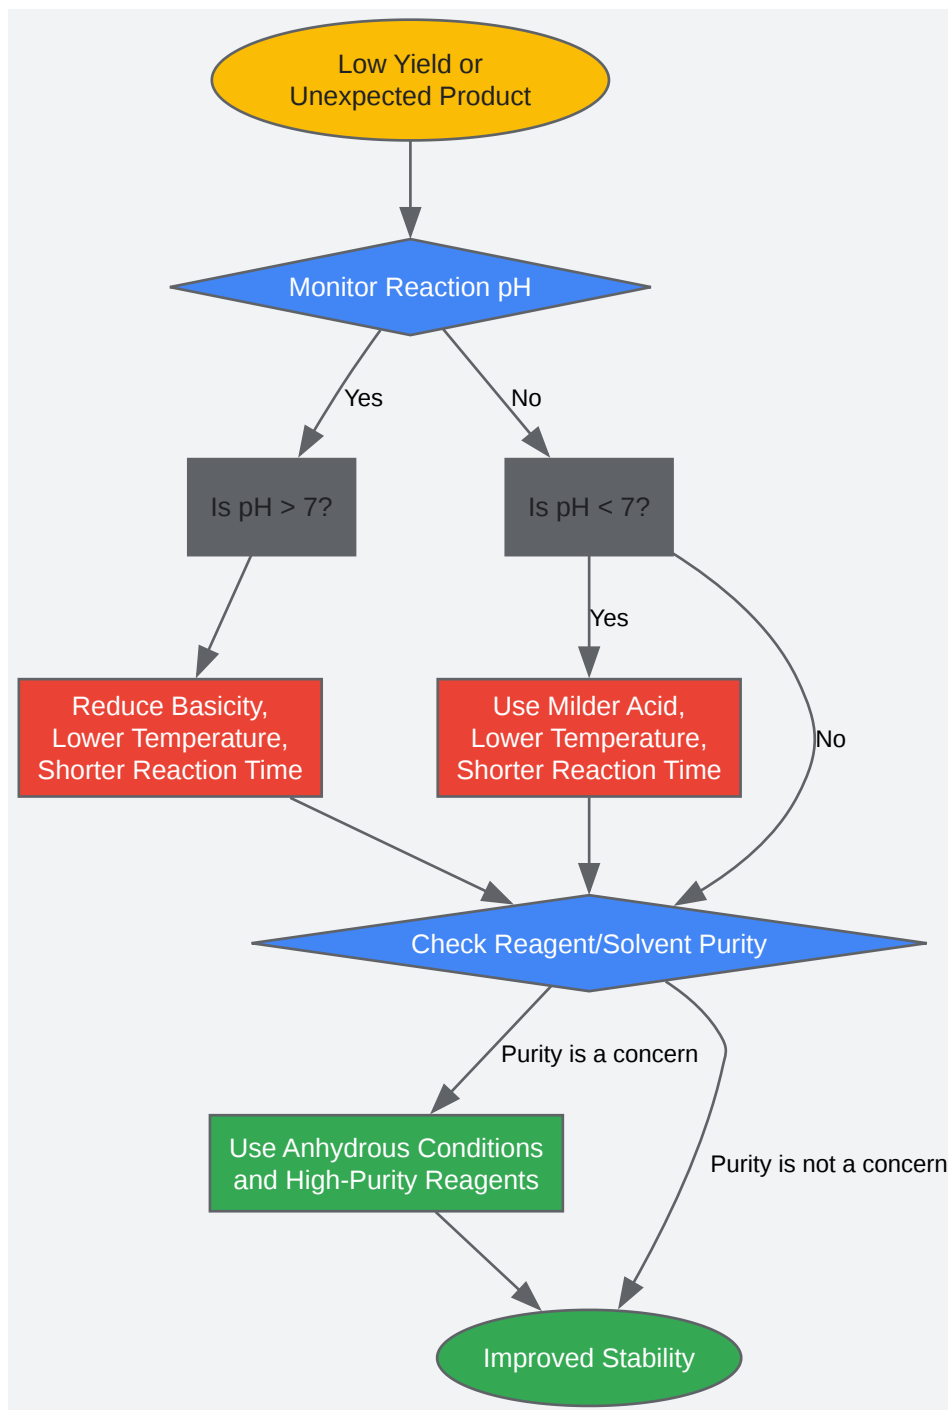 Low Yield or
Unexpected Product
Monitor Reaction pH
Yes
No
Is pH > 7?
Is pH < 7?
Yes
Reduce Basicity,
Lower Temperature,
Shorter Reaction Time
Use Milder Acid,
Lower Temperature,
Shorter Reaction Time
No
Check Reagent/Solvent Purity
Purity is a concern
Use Anhydrous Conditions
and High-Purity Reagents
Purity is not a concern
Improved Stability